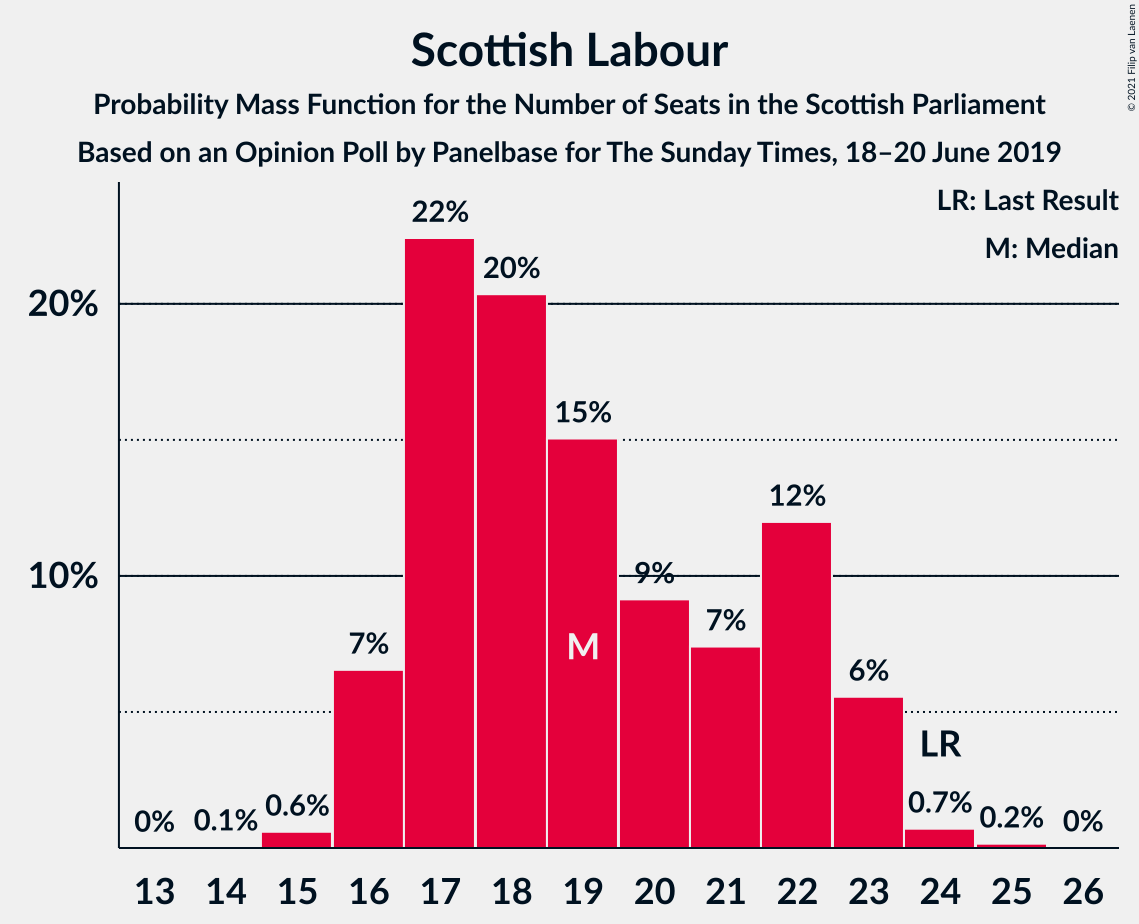 Scottish Labour
Probability Mass Function for the Number of Seats in the Scottish Parliament
Based on an Opinion Poll by Panelbase for The Sunday Times, 18–20 June 2019
© 2021 Filip van Laenen
LR: Last Result
M: Median
20%
10%
0%
0.1%
0.6%
7%
22%
20%
15%
9%
7%
12%
6%
0.7%
0.2%
0%
M
LR
13 14 15 16 17 18 19 20 21 22 23 24 25 26